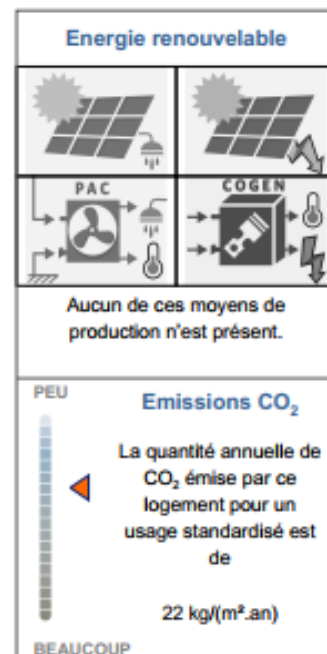 Energie renouvelable
PAC
COGEN
Aucun de ces moyens de
production n'est présent.
PEU
Emissions CO₂
La quantité annuelle de
CO₂ émise par ce
logement pour un
usage standardisé est
de
22 kg/(m².an)
BEAUCOUP